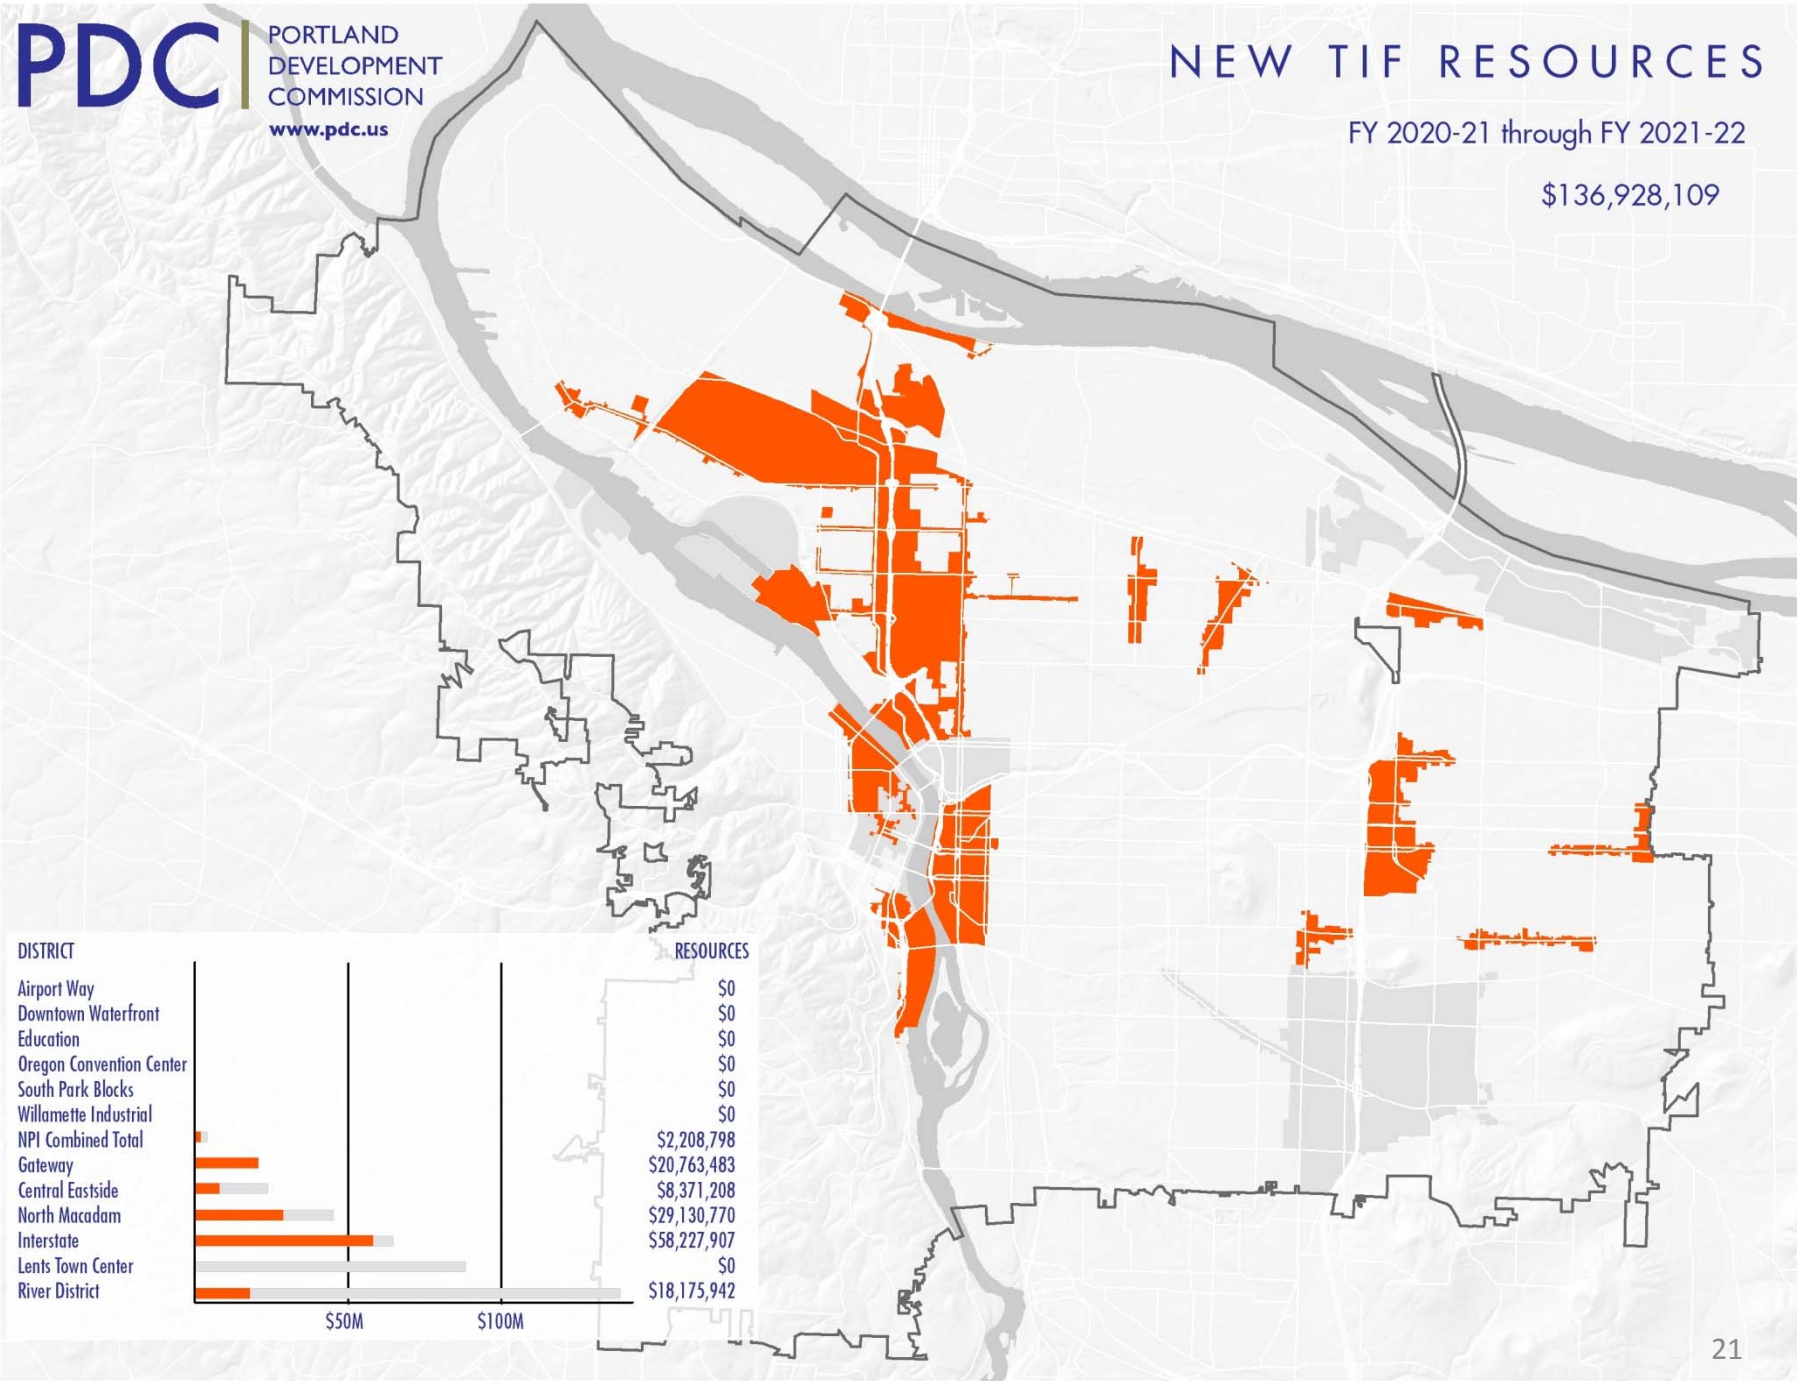 PDC
PORTLAND
DEVELOPMENT
COMMISSION
www.pdc.us
NEW TIF RESOURCES
FY 2020-21 through FY 2021-22
$136,928,109
DISTRICT RESOURCES
Airport Way $0
Downtown Waterfront $0
Education $0
Oregon Convention Center $0
South Park Blocks $0
Willamette Industrial $0
NPI Combined Total $2,208,798
Gateway $20,763,483
Central Eastside $8,371,208
North Macadam $29,130,770
Interstate $58,227,907
Lents Town Center $0
River District $18,175,942
$50M $100M
21